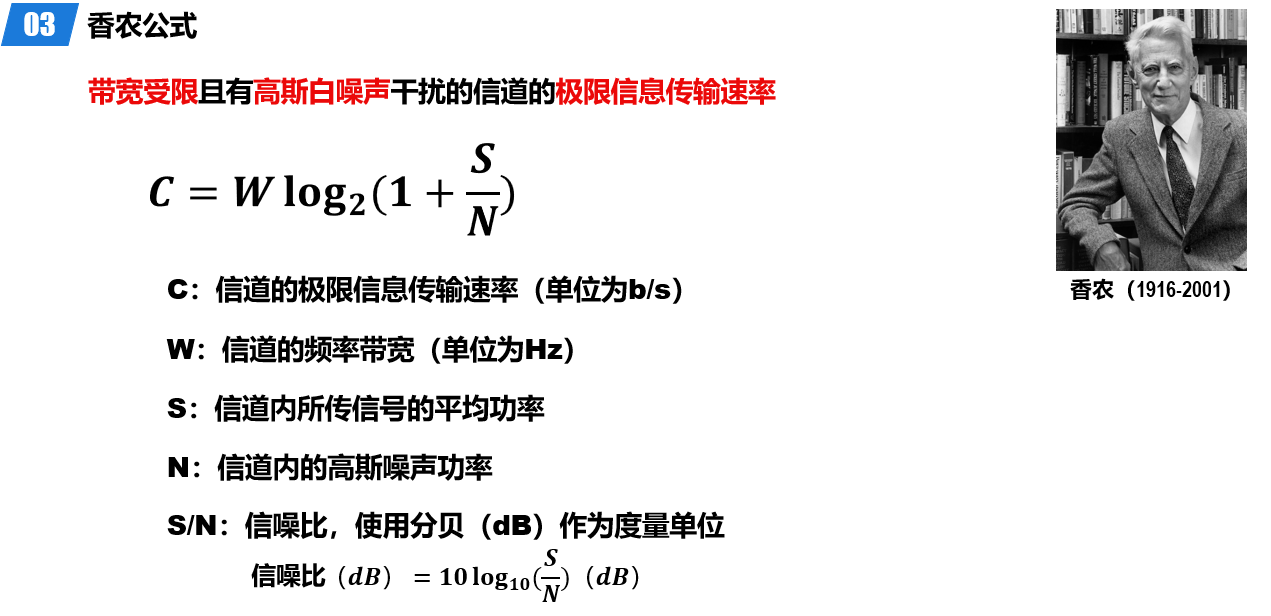 03 香农公式
带宽受限且有高斯白噪声干扰的信道的极限信息传输速率
C = W log₂(1 + S/N)
C：信道的极限信息传输速率（单位为b/s）
W：信道的频率带宽（单位为Hz）
S：信道内所传信号的平均功率
N：信道内的高斯噪声功率
S/N：信噪比，使用分贝（dB）作为度量单位
信噪比（dB） = 10 log₁₀(S/N)（dB）
香农（1916-2001）